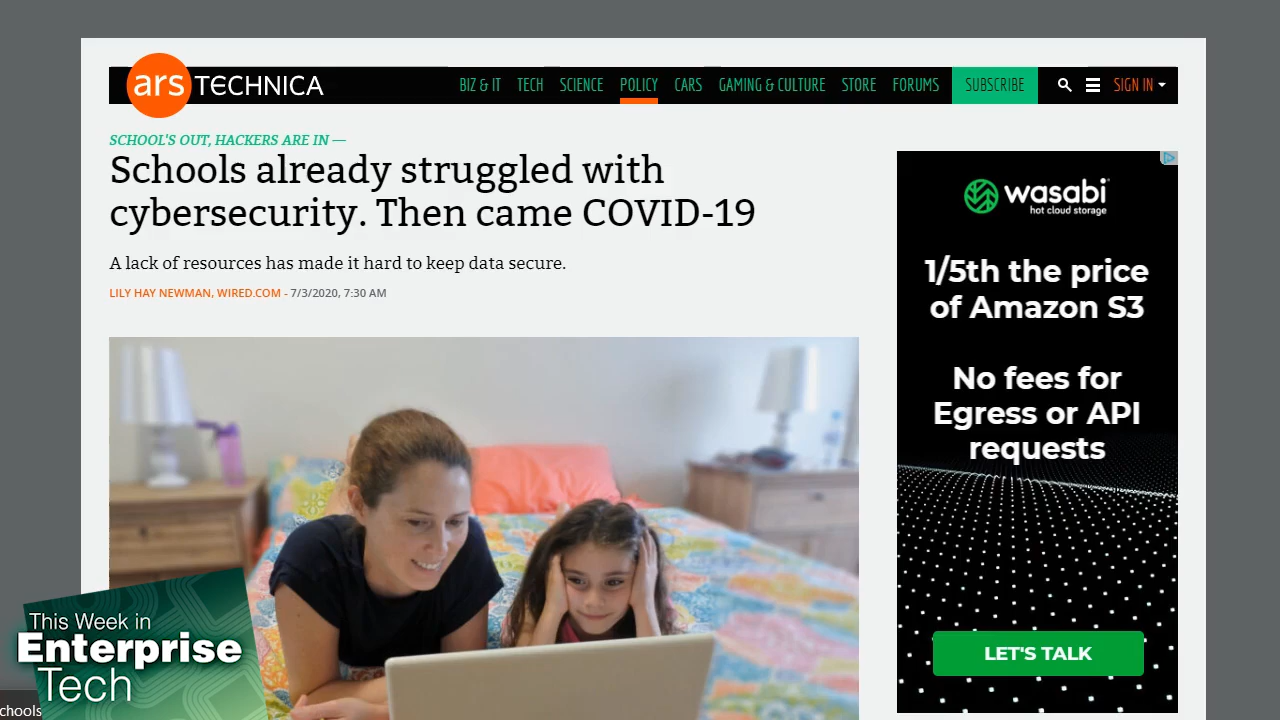 ars TECHNICA
BIZ & IT TECH SCIENCE POLICY CARS GAMING & CULTURE STORE FORUMS SUBSCRIBE SIGN IN
SCHOOL'S OUT, HACKERS ARE IN —
Schools already struggled with
cybersecurity. Then came COVID-19
A lack of resources has made it hard to keep data secure.
LILY HAY NEWMAN, WIRED.COM - 7/3/2020, 7:30 AM
wasabi
hot cloud storage
1/5th the price
of Amazon S3
No fees for
Egress or API
requests
LET'S TALK
This Week in
Enterprise
Tech
chools